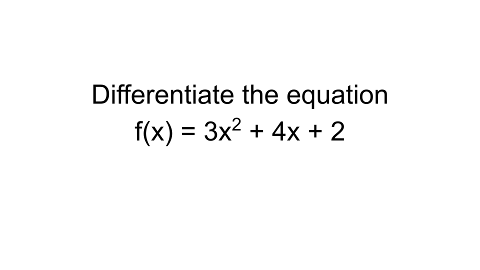 Differentiate the equation
f(x) = 3x² + 4x + 2